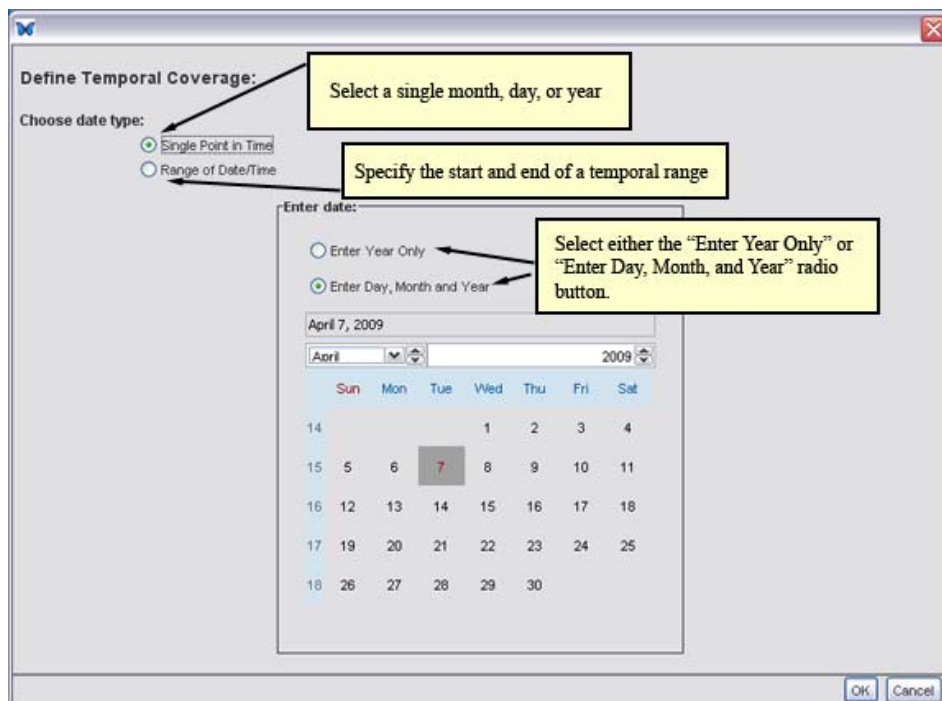 Define Temporal Coverage:
Select a single month, day, or year
Choose date type:
Single Point in Time
Range of Date/Time
Specify the start and end of a temporal range
Enter date:
Enter Year Only
Select either the “Enter Year Only” or
“Enter Day, Month, and Year” radio
button.
Enter Day, Month and Year
April 7, 2009
April 2009
Sun Mon Tue Wed Thu Fri Sat
14 1 2 3 4
15 5 6 7 8 9 10 11
16 12 13 14 15 16 17 18
17 19 20 21 22 23 24 25
18 26 27 28 29 30
OK Cancel